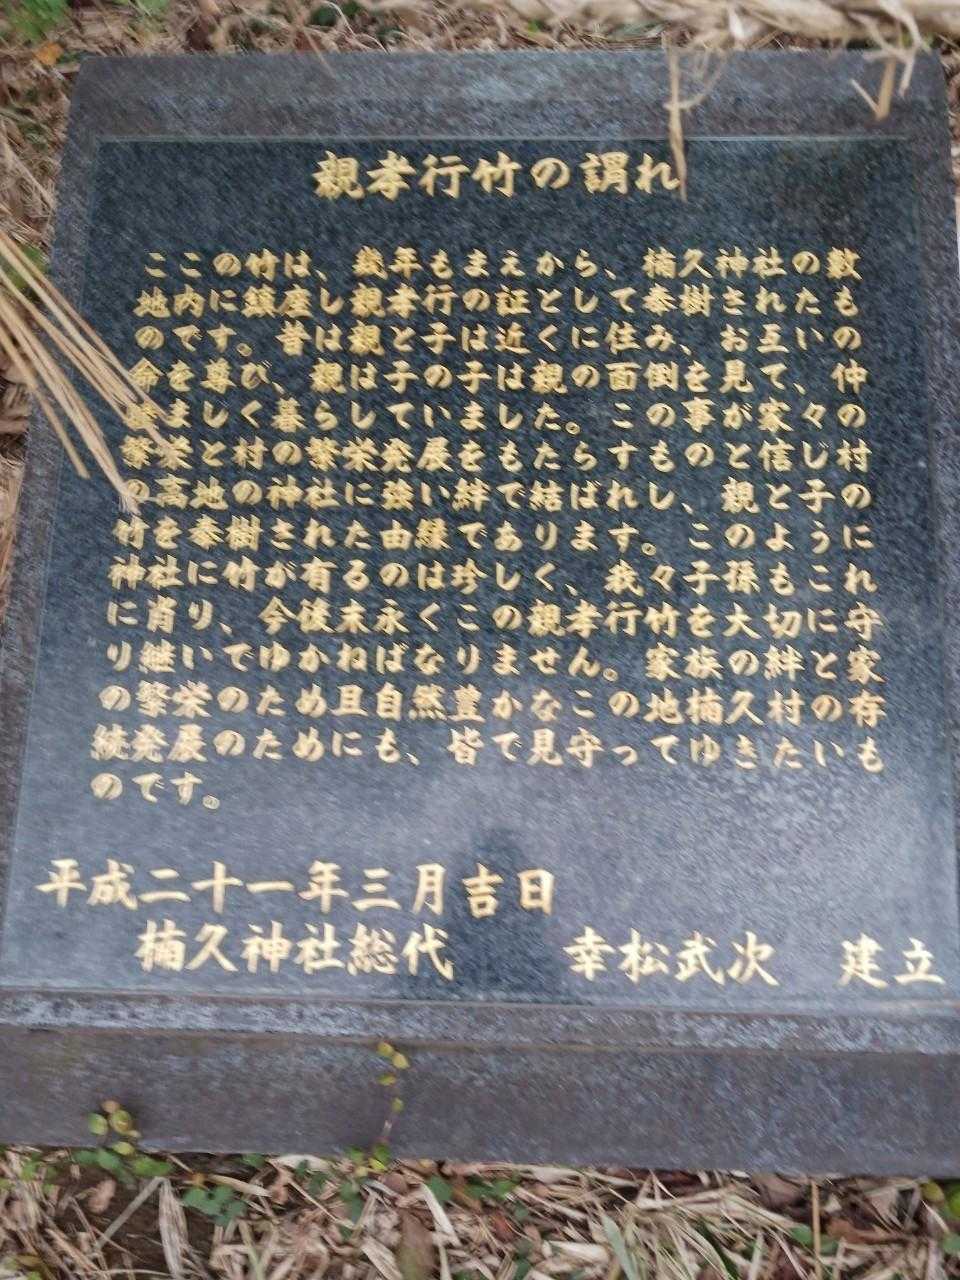 親孝行竹の謂れ
ここの竹は、幾年もまえから、楠久神社の敷
地内に鎮座し親孝行の証として奉樹されたも
のです。昔は親と子は近くに住み、お互いの
命を尊び、親は子の子は親の面倒を見て、仲
睦ましく暮らしていました。この事が家々の
繁栄と村の繁栄発展をもたらすものと信じ村
の高地の神社に強い絆で結ばれし、親と子の
竹を奉樹された由縁であります。このように
神社に竹が有るのは珍しく、我々子孫もこれ
に肖り、今後末永くこの親孝行竹を大切に守
り継いでゆかねばなりません。家族の絆と家
の繁栄のため且自然豊かなこの地楠久村の存
続発展のためにも、皆で見守ってゆきたいも
のです。
平成二十一年三月吉日
楠久神社総代 幸松武次 建立